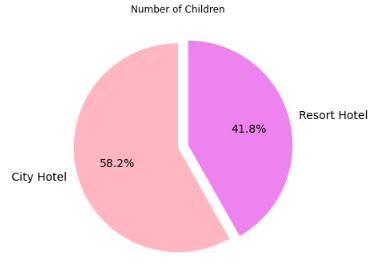 Number of Children
Resort Hotel
41.8%
58.2%
City Hotel